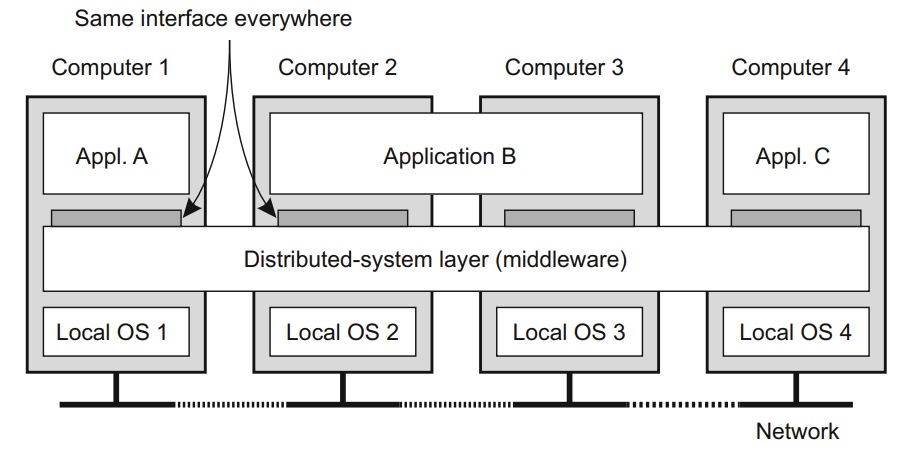 Same interface everywhere
Computer 1
Computer 2
Computer 3
Computer 4
Appl. A
Application B
Appl. C
Distributed-system layer (middleware)
Local OS 1
Local OS 2
Local OS 3
Local OS 4
Network